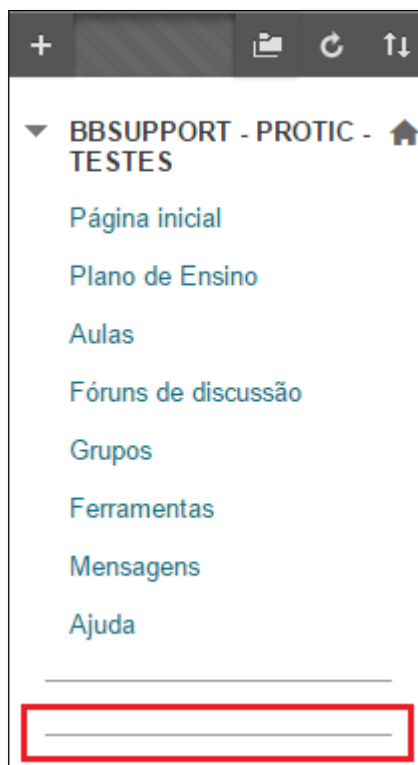 BBSUPPORT - PROTIC -
TESTES
Página inicial
Plano de Ensino
Aulas
Fóruns de discussão
Grupos
Ferramentas
Mensagens
Ajuda